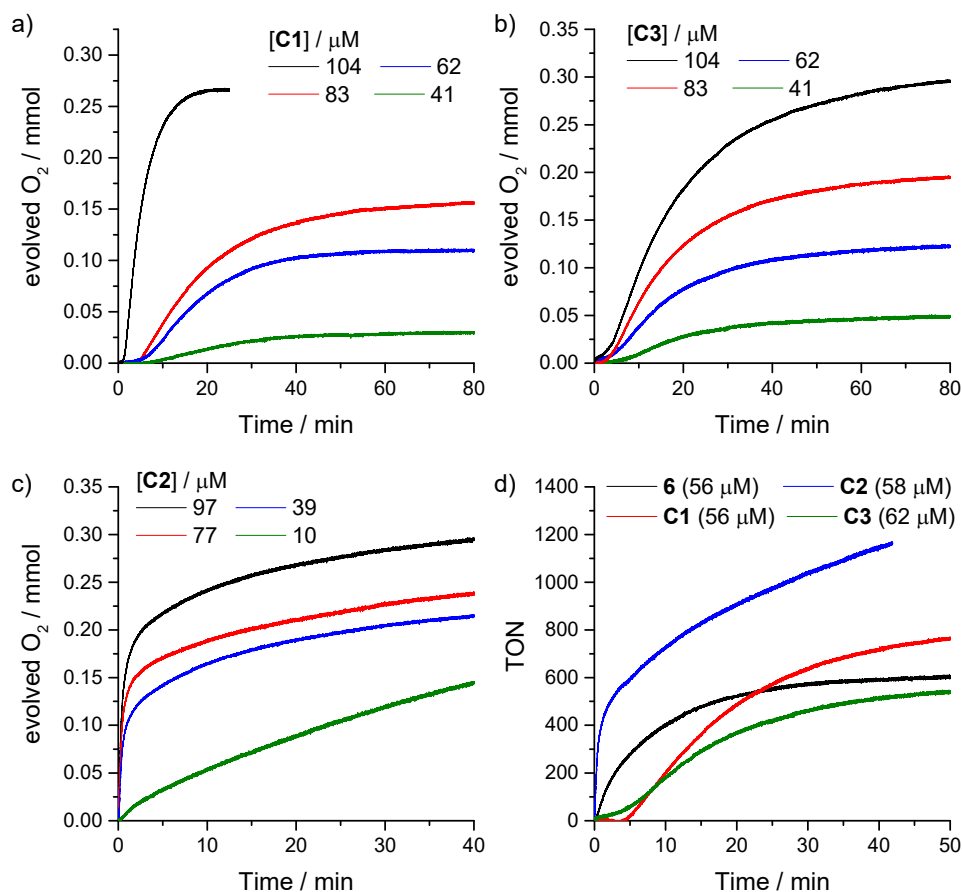 a)
[C1] / μM
104 62
83 41
evolved O2 / mmol
0.30
0.25
0.20
0.15
0.10
0.05
0.00
0 20 40 60 80
Time / min
b)
[C3] / μM
104 62
83 41
evolved O2 / mmol
0.35
0.30
0.25
0.20
0.15
0.10
0.05
0.00
0 20 40 60 80
Time / min
c)
[C2] / μM
97 39
77 10
evolved O2 / mmol
0.35
0.30
0.25
0.20
0.15
0.10
0.05
0.00
0 10 20 30 40
Time / min
d)
6 (56 μM) C2 (58 μM)
C1 (56 μM) C3 (62 μM)
TON
1400
1200
1000
800
600
400
200
0
0 10 20 30 40 50
Time / min